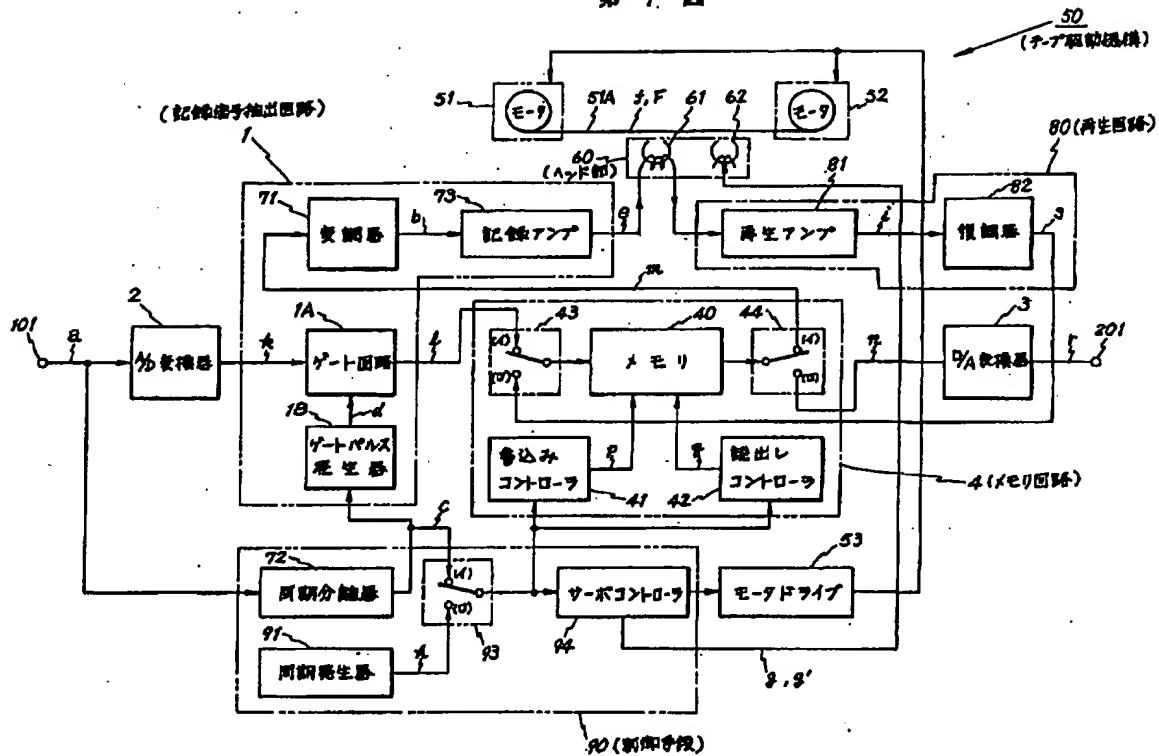 第 1 図
50
(テープ駆動機構)
(記録信号抽出回路)
1
51
モータ
51A
f,F
61
62
モータ
52
60
(ヘッド部)
80(再生回路)
71
変調器
b
73
記録アンプ
e
81
再生アンプ
i
82
復調器
m
101
a
2
A/D変換器
k
1A
ゲート回路
43
(イ)
(ロ)
40
メモリ
44
(イ)
(ロ)
n
3
D/A変換器
r
201
1B
d
ゲートパルス
発生器
書込み
コントローラ
41
p
読出し
コントローラ
42
4(メモリ回路)
c
72
同期分離器
(イ)
(ロ)
93
サーボコントローラ
94
53
モータドライブ
91
同期発生器
g,g'
90(制御手段)